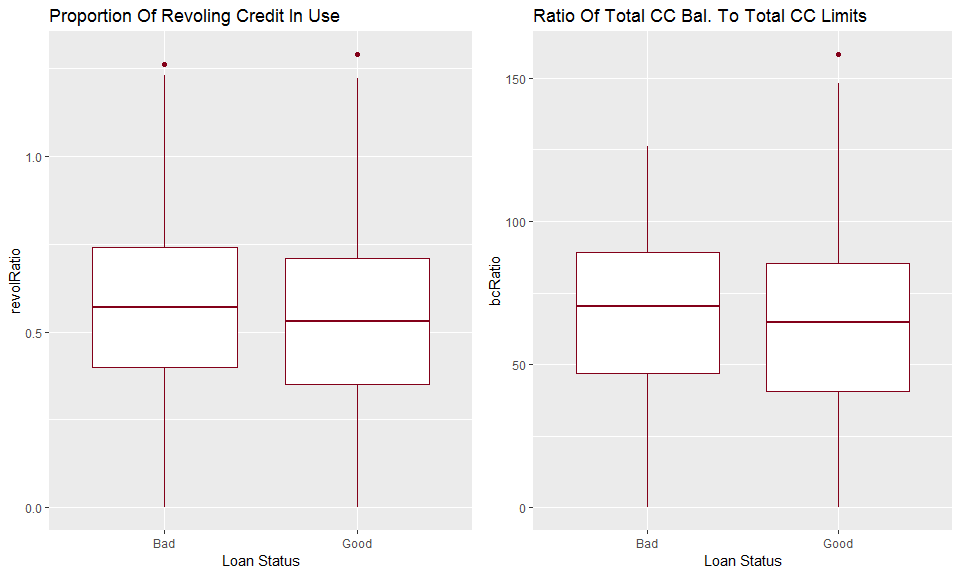 Proportion Of Revoling Credit In Use
revolRatio
1.0
0.5
0.0
Bad
Good
Loan Status
Ratio Of Total CC Bal. To Total CC Limits
bcRatio
150
100
50
0
Bad
Good
Loan Status